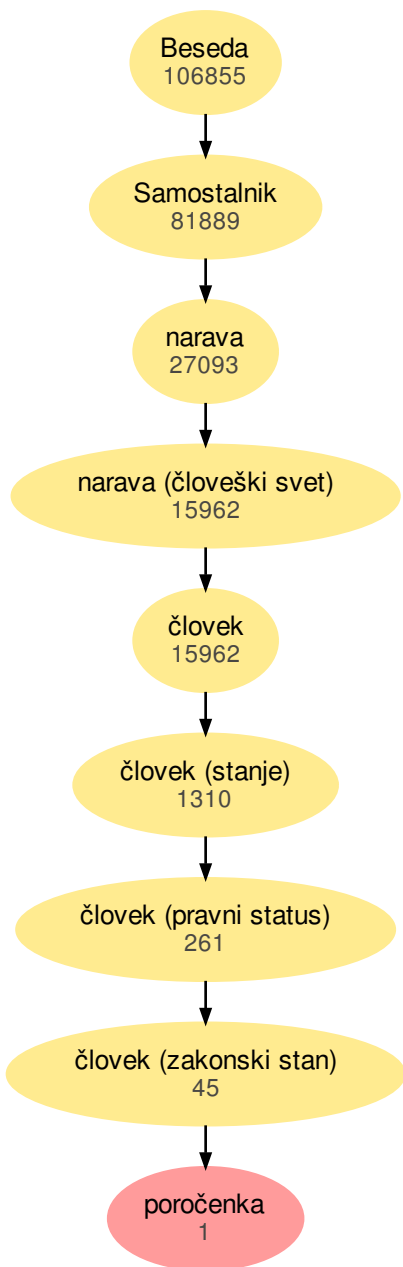 Beseda
106855
Samostalnik
81889
narava
27093
narava (človeški svet)
15962
človek
15962
človek (stanje)
1310
človek (pravni status)
261
človek (zakonski stan)
45
poročenka
1